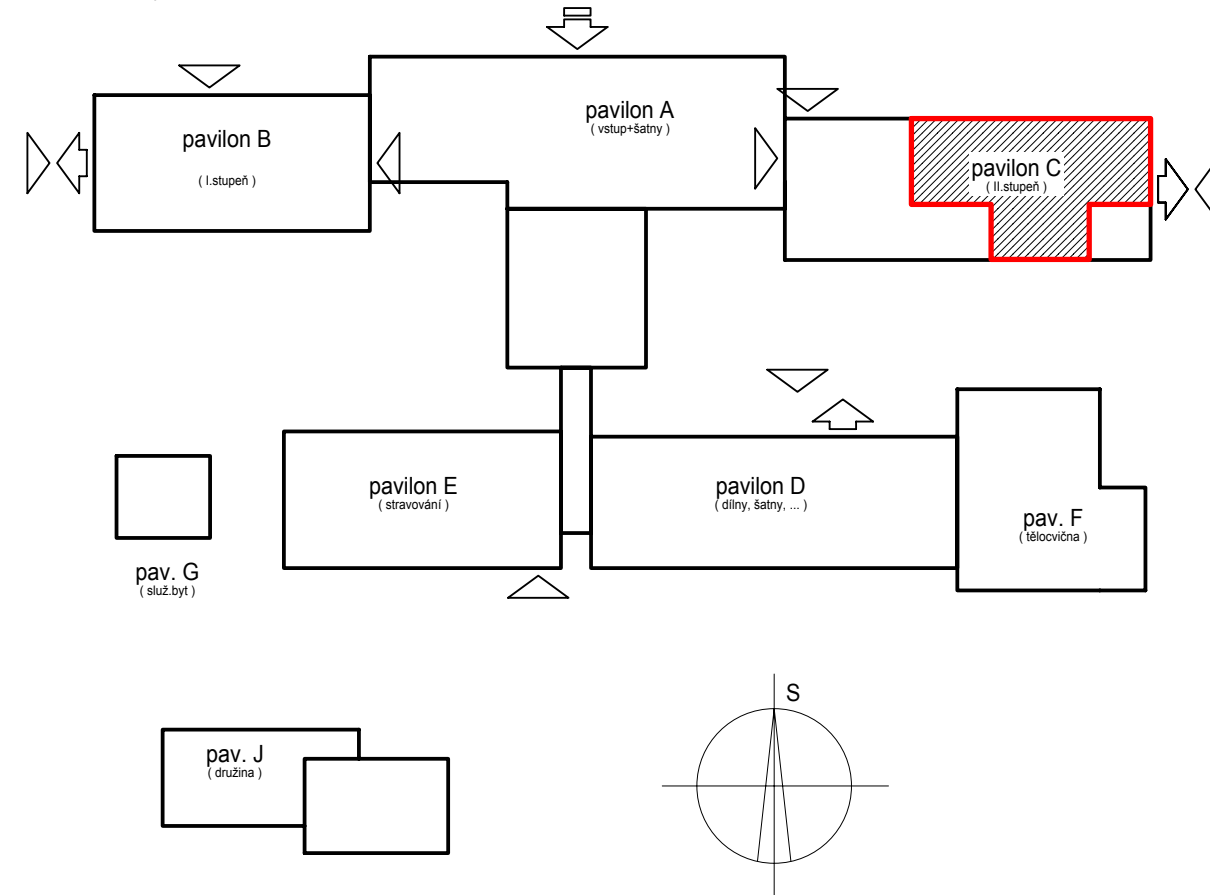 pavilon A
( vstup+šatny )
pavilon B
( I.stupeň )
pavilon C
( II.stupeň )
pavilon E
( stravování )
pavilon D
( dílny, šatny, ... )
pav. F
( tělocvična )
pav. G
( služ.byt )
S
pav. J
( družina )